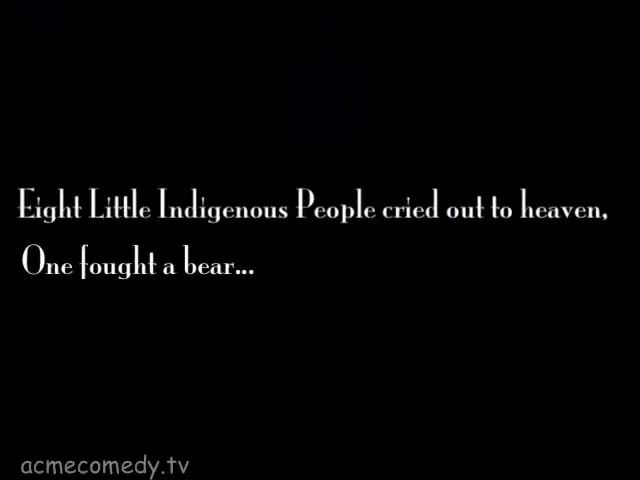 Eight Little Indigenous People cried out to heaven,
One fought a bear...
acmecomedy.tv